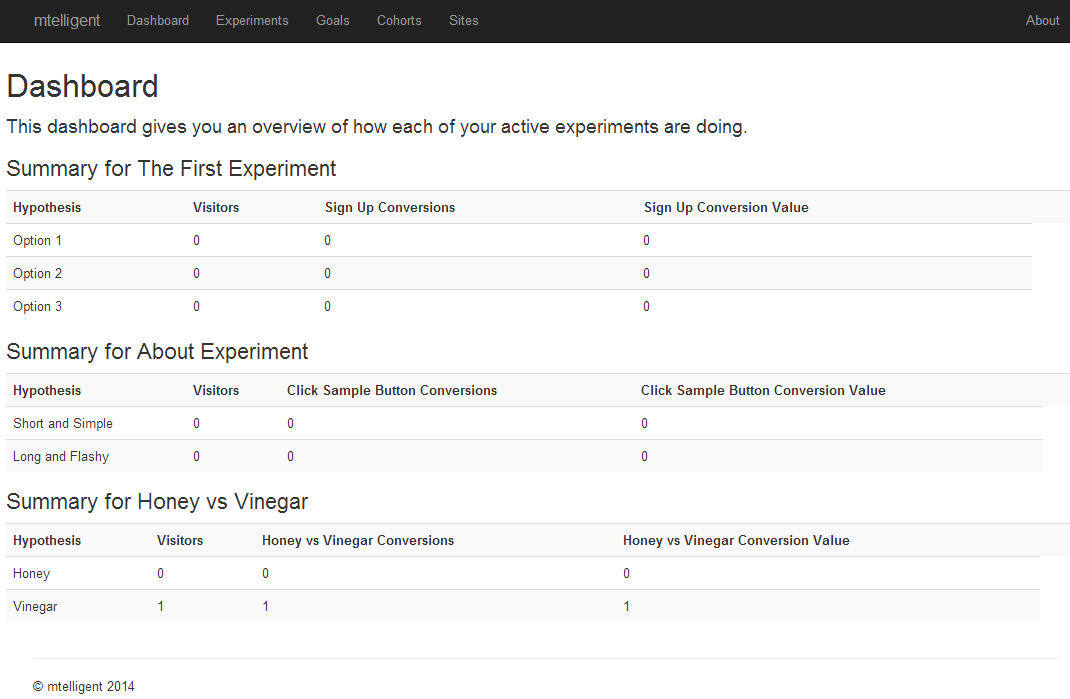 mtelligent Dashboard Experiments Goals Cohorts Sites About
Dashboard
This dashboard gives you an overview of how each of your active experiments are doing.
Summary for The First Experiment
Hypothesis Visitors Sign Up Conversions Sign Up Conversion Value
Option 1 0 0 0
Option 2 0 0 0
Option 3 0 0 0
Summary for About Experiment
Hypothesis Visitors Click Sample Button Conversions Click Sample Button Conversion Value
Short and Simple 0 0 0
Long and Flashy 0 0 0
Summary for Honey vs Vinegar
Hypothesis Visitors Honey vs Vinegar Conversions Honey vs Vinegar Conversion Value
Honey 0 0 0
Vinegar 1 1 1
© mtelligent 2014